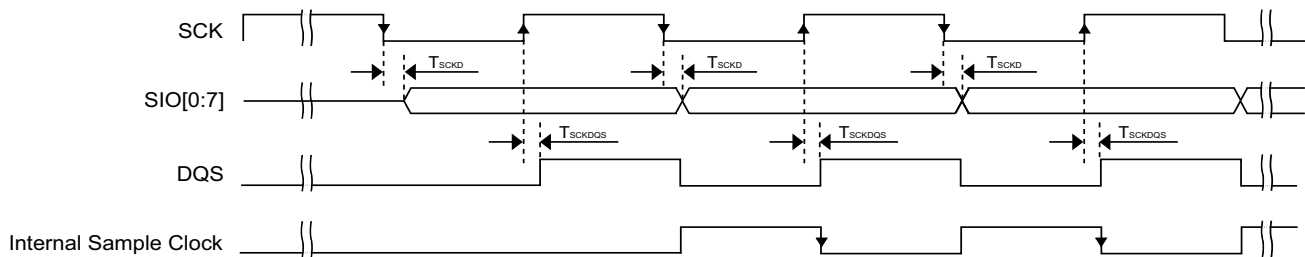 SCK
TSCKD TSCKD TSCKD
SIO[0:7]
TSCKDQS TSCKDQS TSCKDQS
DQS
Internal Sample Clock